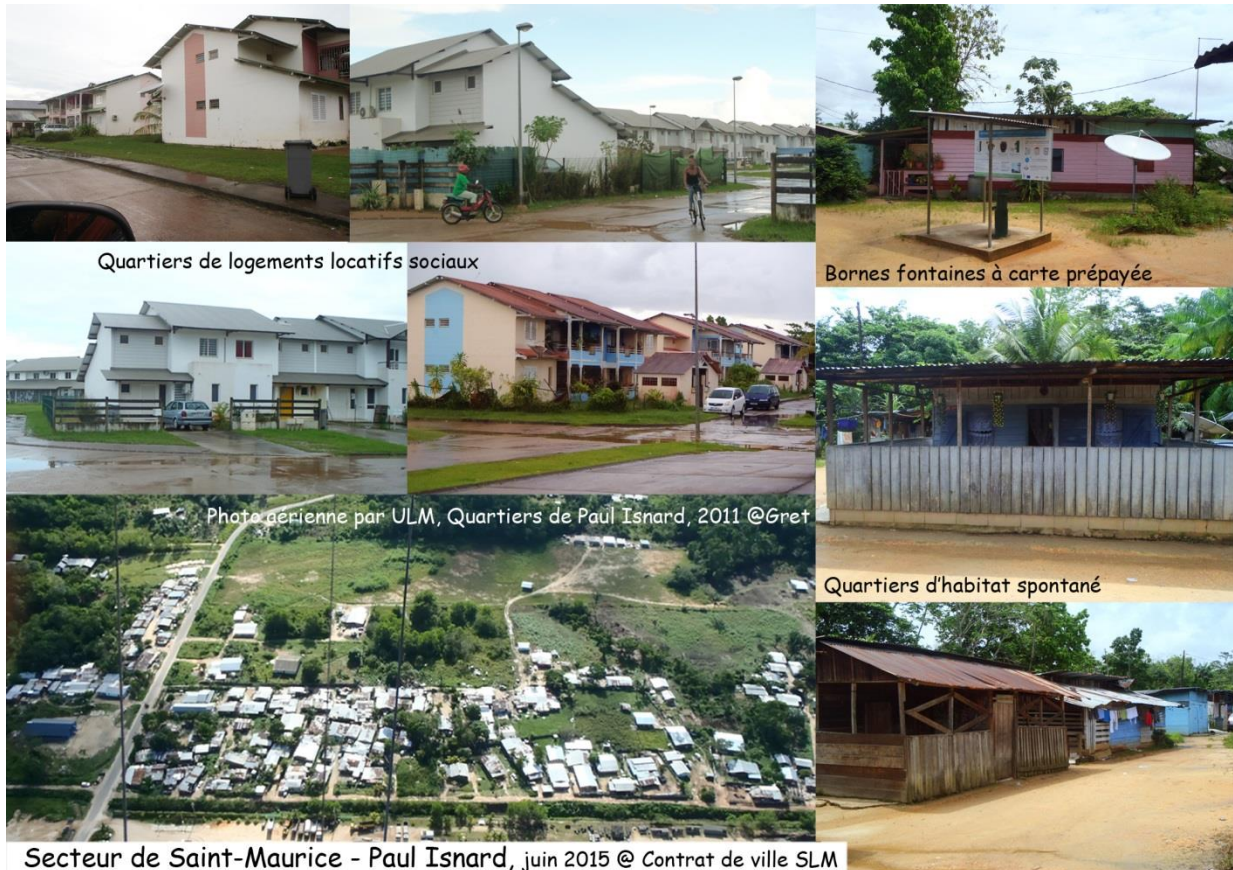 Quartiers de logements locatifs sociaux
Bornes fontaines à carte prépayée
Photo aérienne par ULM, Quartiers de Paul Isnard, 2011 @Gret
Quartiers d'habitat spontané
Secteur de Saint-Maurice - Paul Isnard, juin 2015 @ Contrat de ville SLM